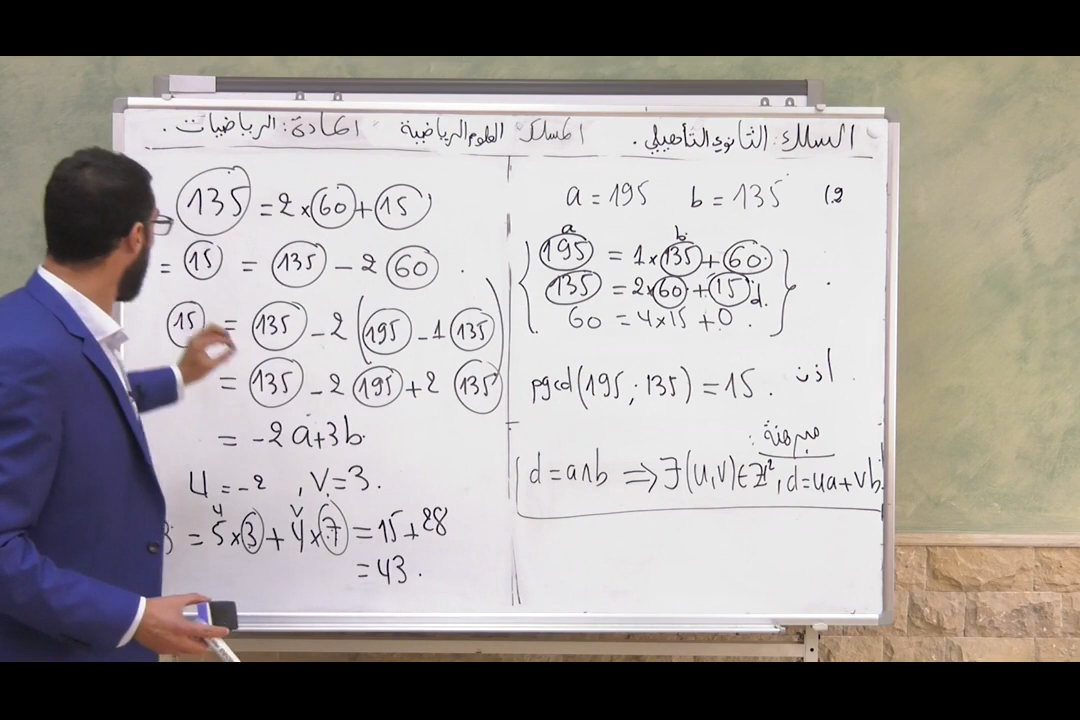 السلك: الثانوي التأهيلي. المسلك العلوم الرياضية المادة: الرياضيات.
2) a = 195 b = 135
a b
195 = 1×135 + 60
135 = 2×60 + 15 d.
60 = 4×15 + 0.
إذن pgcd(195; 135) = 15.
مبرهنة:
d = a∧b ⟹ ∃(u,v)∈ℤ², d = ua + vb
135 = 2×60 + 15
= 15 = 135 − 2 60.
15 = 135 − 2(195 − 1 135)
= 135 − 2 195 + 2 135
= −2a + 3b.
u = −2, v = 3.
u v
3 = 5×3 + 4×7 = 15 + 28
= 43.